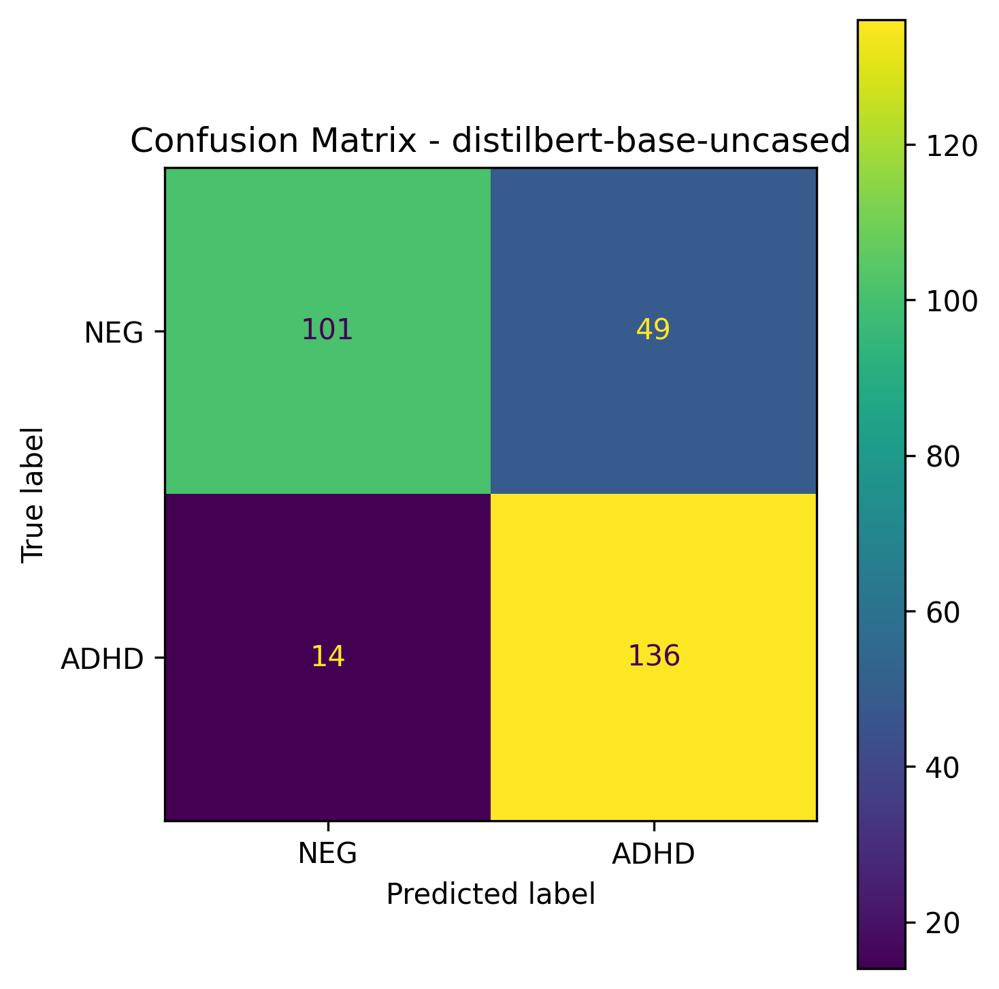 Confusion Matrix - distilbert-base-uncased
True label
NEG
ADHD
101
49
14
136
NEG
ADHD
Predicted label
120
100
80
60
40
20